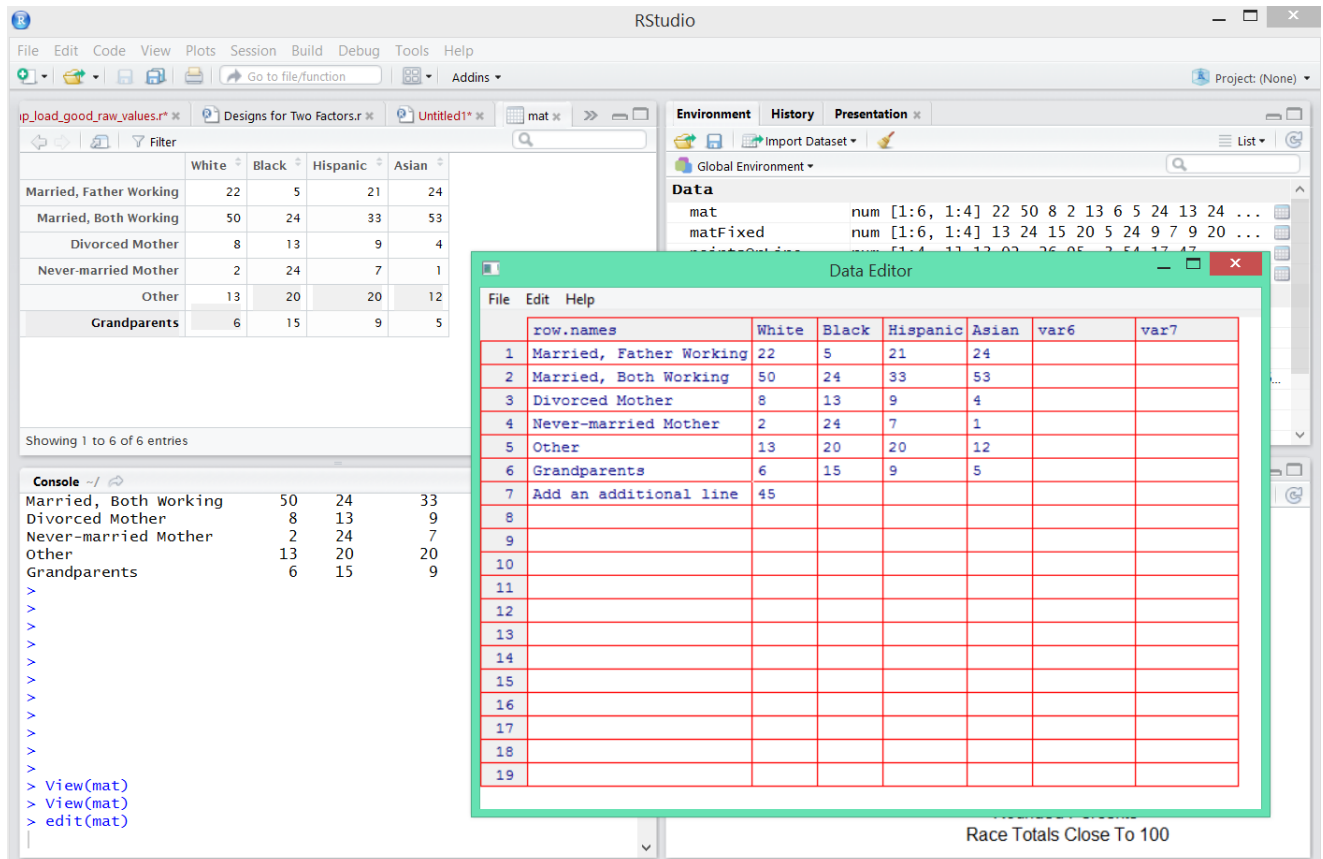 RStudio
File Edit Code View Plots Session Build Debug Tools Help
Go to file/function Addins Project: (None)
p_load_good_raw_values.r* Designs for Two Factors.r Untitled1* mat
Filter
White Black Hispanic Asian
Married, Father Working 22 5 21 24
Married, Both Working 50 24 33 53
Divorced Mother 8 13 9 4
Never-married Mother 2 24 7 1
Other 13 20 20 12
Grandparents 6 15 9 5
Showing 1 to 6 of 6 entries
Console ~/
Married, Both Working 50 24 33
Divorced Mother 8 13 9
Never-married Mother 2 24 7
Other 13 20 20
Grandparents 6 15 9
>
>
>
>
>
>
>
>
>
>
>
> View(mat)
> View(mat)
> edit(mat)
Environment History Presentation
Import Dataset List
Global Environment
Data
mat num [1:6, 1:4] 22 50 8 2 13 6 5 24 13 24 ...
matFixed num [1:6, 1:4] 13 24 15 20 5 24 9 7 9 20 ...
Data Editor
File Edit Help
row.names White Black Hispanic Asian var6 var7
1 Married, Father Working 22 5 21 24
2 Married, Both Working 50 24 33 53
3 Divorced Mother 8 13 9 4
4 Never-married Mother 2 24 7 1
5 Other 13 20 20 12
6 Grandparents 6 15 9 5
7 Add an additional line 45
8
9
10
11
12
13
14
15
16
17
18
19
Race Totals Close To 100